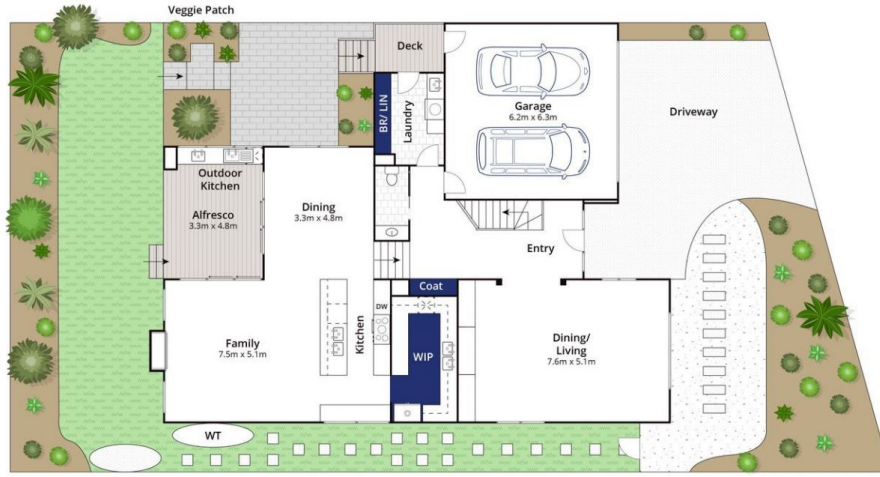 Veggie Patch
Deck
BR/ LIN
Laundry
Garage
6.2m x 6.3m
Driveway
Outdoor
Kitchen
Alfresco
3.3m x 4.8m
Dining
3.3m x 4.8m
Entry
Coat
DW
Kitchen
WIP
Family
7.5m x 5.1m
Dining/
Living
7.6m x 5.1m
WT